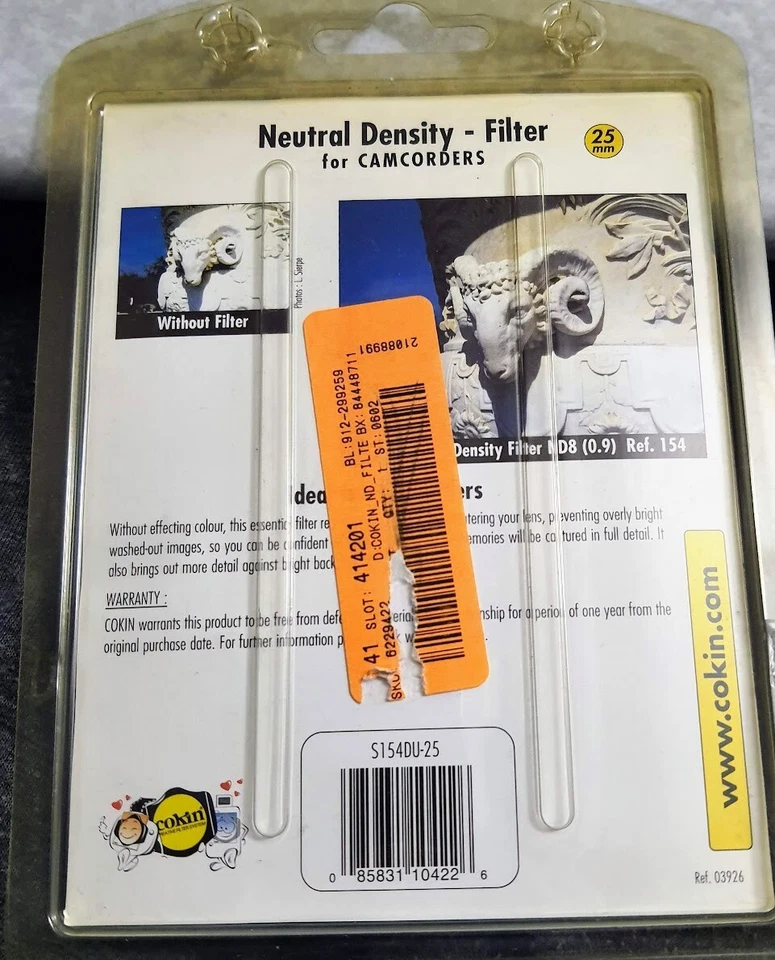 Neutral Density - Filter
for CAMCORDERS
25
mm
Without Filter
Photos : L. Sierpe
Density Filter ND8 (0.9) Ref. 154
Without effecting colour, this essential filter
tering your lens, preventing overly bright
washed-out images, so you can be confident
emories will be captured in full detail. It
also brings out more detail against bright back
WARRANTY :
COKIN warrants this product to be free from defe
nship for a period of one year from the
original purchase date. For further information
21088991
BL:912-299259
D:COKIN_ND_FILTE BX: 84448711
41 SLOT: 414201
QTY: 1 ST:0602
SKU
6229422
www.cokin.com
S154DU-25
0 85831 10422 6
cokin
Ref. 03926